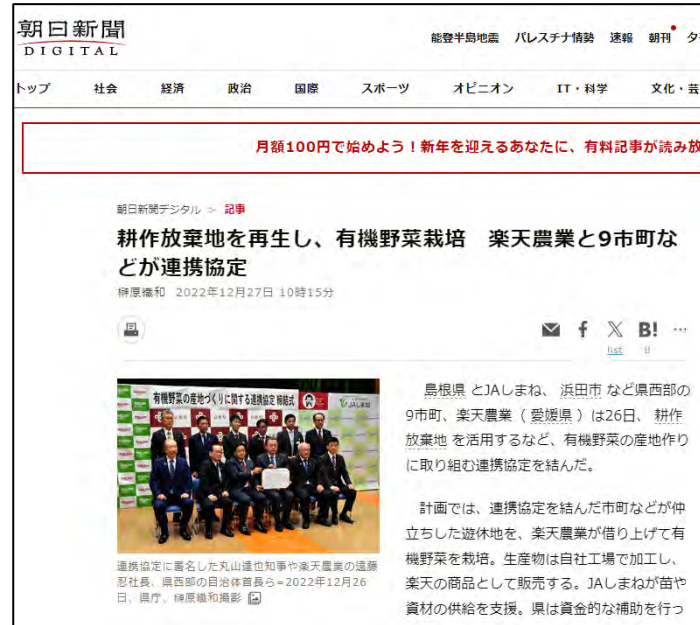 朝日新聞
DIGITAL
能登半島地震 パレスチナ情勢 速報 朝刊 夕
トップ 社会 経済 政治 国際 スポーツ オピニオン IT・科学 文化・芸
月額100円で始めよう！新年を迎えるあなたに、有料記事が読み放
朝日新聞デジタル > 記事
耕作放棄地を再生し、有機野菜栽培 楽天農業と9市町な
どが連携協定
榊原織和 2022年12月27日 10時15分
list 0
有機野菜の産地づくりに関する連携協定 締結式
JAしまね
島根県 とJAしまね、 浜田市 など県西部の
9市町、楽天農業（ 愛媛県 ）は26日、 耕作
放棄地 を活用するなど、有機野菜の産地作り
に取り組む連携協定を結んだ。
計画では、連携協定を結んだ市町などが仲
立ちした遊休地を、楽天農業が借り上げて有
機野菜を栽培。生産物は自社工場で加工し、
楽天の商品として販売する。JAしまねが苗や
資材の供給を支援。県は資金的な補助を行っ
連携協定に署名した丸山達也知事や楽天農業の遠藤
忍社長、県西部の自治体首長ら=2022年12月26
日、県庁、榊原織和撮影